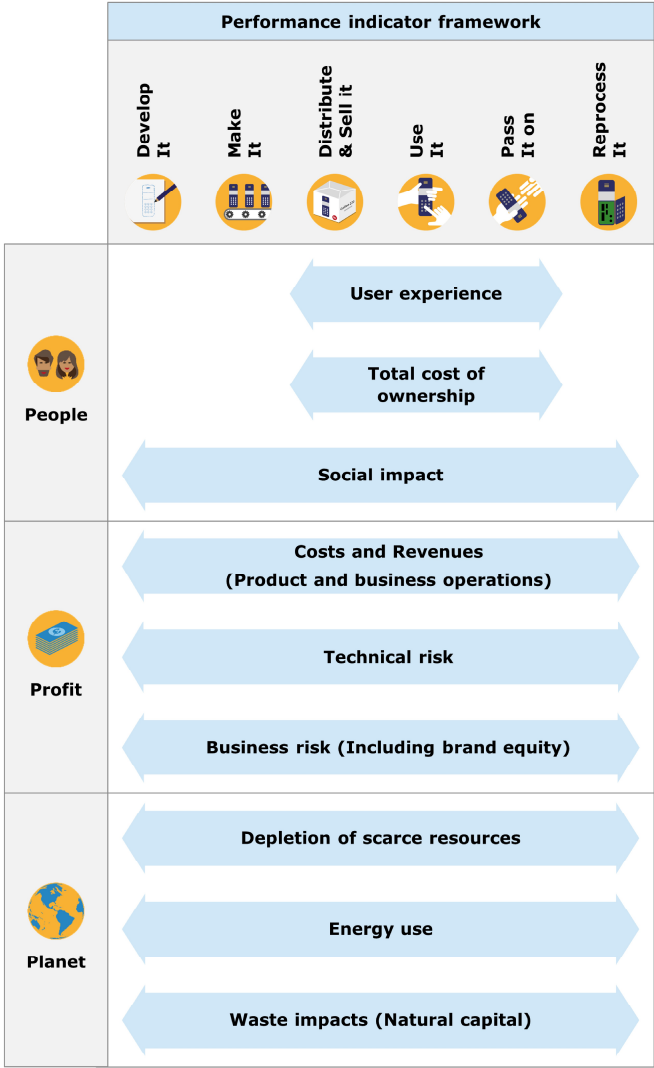 Performance indicator framework
Develop
It
Make
It
Distribute
& Sell it
Use
It
Pass
It on
Reprocess
It
User experience
Total cost of
ownership
People
Social impact
Costs and Revenues
(Product and business operations)
Technical risk
Profit
Business risk (Including brand equity)
Depletion of scarce resources
Energy use
Planet
Waste impacts (Natural capital)